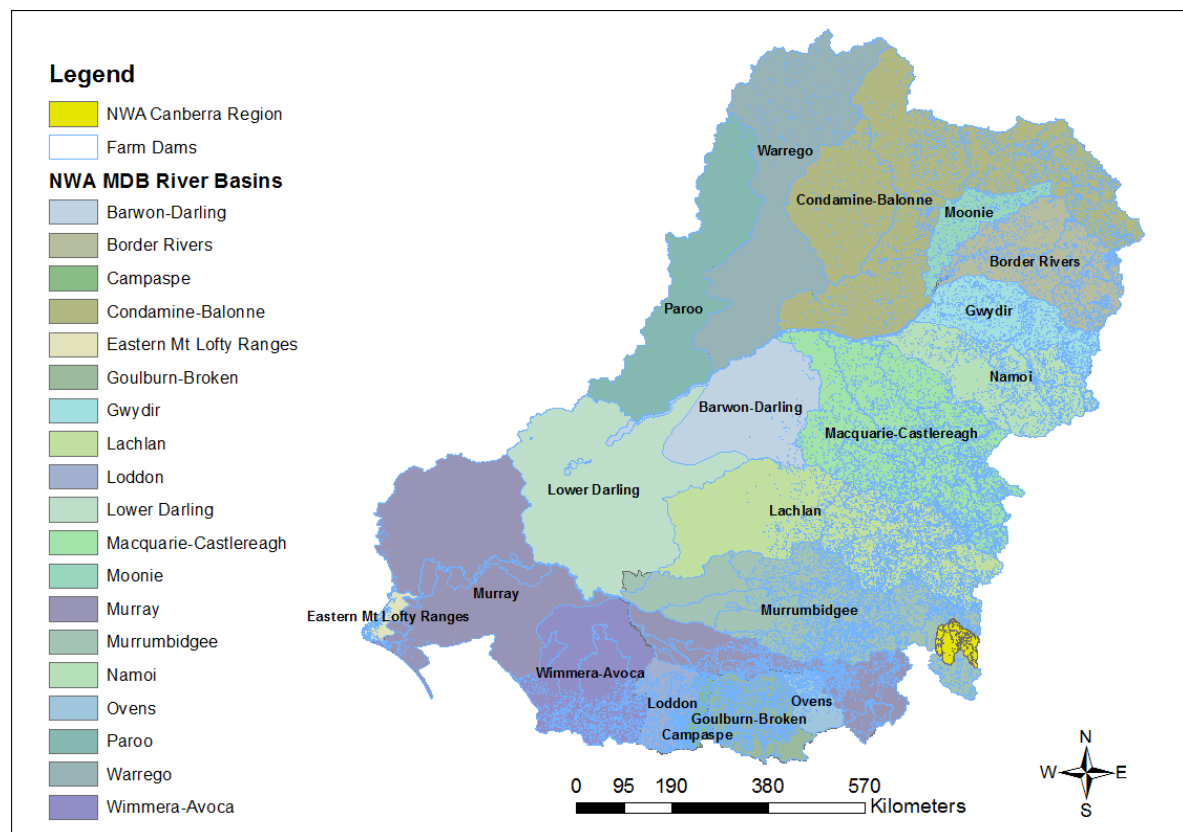 Legend
NWA Canberra Region
Farm Dams
NWA MDB River Basins
Barwon-Darling
Border Rivers
Campaspe
Condamine-Balonne
Eastern Mt Lofty Ranges
Goulburn-Broken
Gwydir
Lachlan
Loddon
Lower Darling
Macquarie-Castlereagh
Moonie
Murray
Murrumbidgee
Namoi
Ovens
Paroo
Warrego
Wimmera-Avoca
Warrego
Condamine-Balonne
Moonie
Border Rivers
Paroo
Gwydir
Namoi
Barwon-Darling
Macquarie-Castlereagh
Lower Darling
Lachlan
Murray
Murrumbidgee
Eastern Mt Lofty Ranges
Wimmera-Avoca
Loddon
Ovens
Goulburn-Broken
Campaspe
N
W E
S
0 95 190 380 570
Kilometers